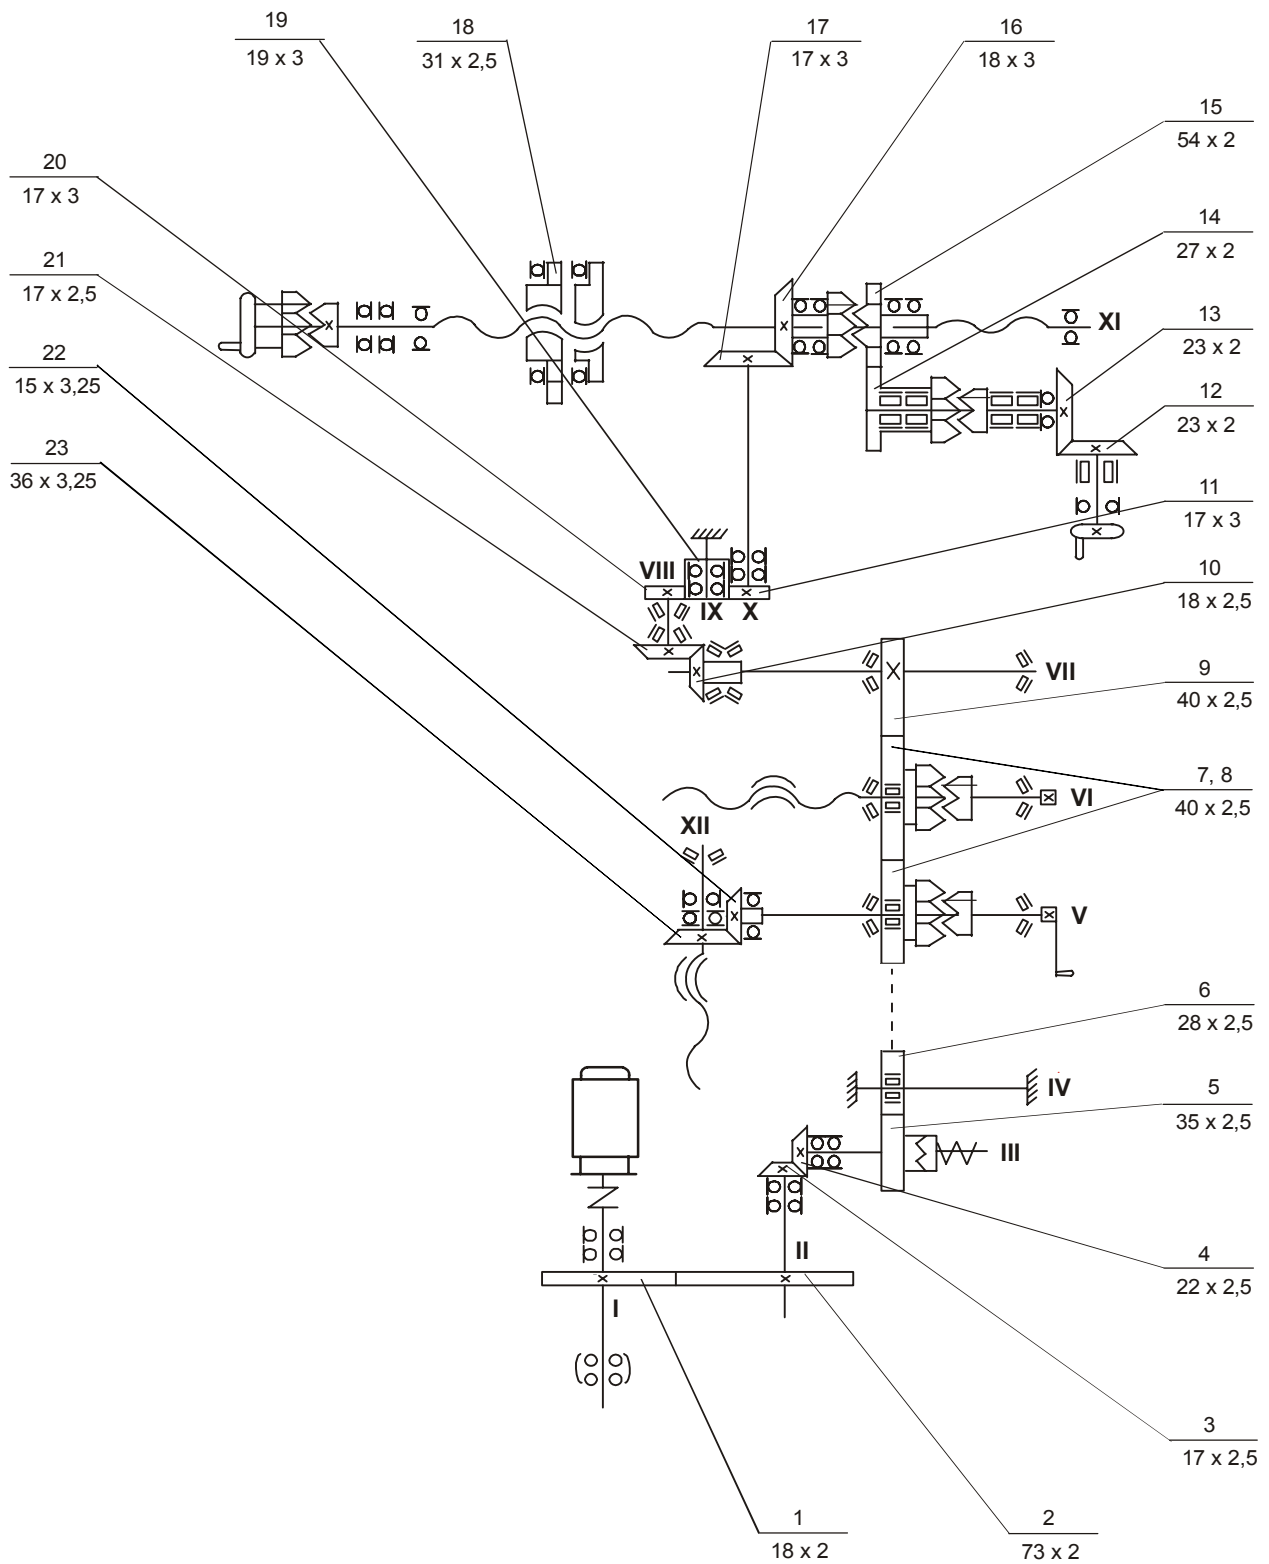 19
19 x 3
18
31 x 2,5
17
17 x 3
16
18 x 3
15
54 x 2
20
17 x 3
14
27 x 2
21
17 x 2,5
XI
13
23 x 2
22
15 x 3,25
12
23 x 2
23
36 x 3,25
11
17 x 3
VIII
IX
X
10
18 x 2,5
VII
9
40 x 2,5
7, 8
40 x 2,5
VI
XII
V
6
28 x 2,5
IV
5
35 x 2,5
III
4
22 x 2,5
II
I
3
17 x 2,5
1
18 x 2
2
73 x 2